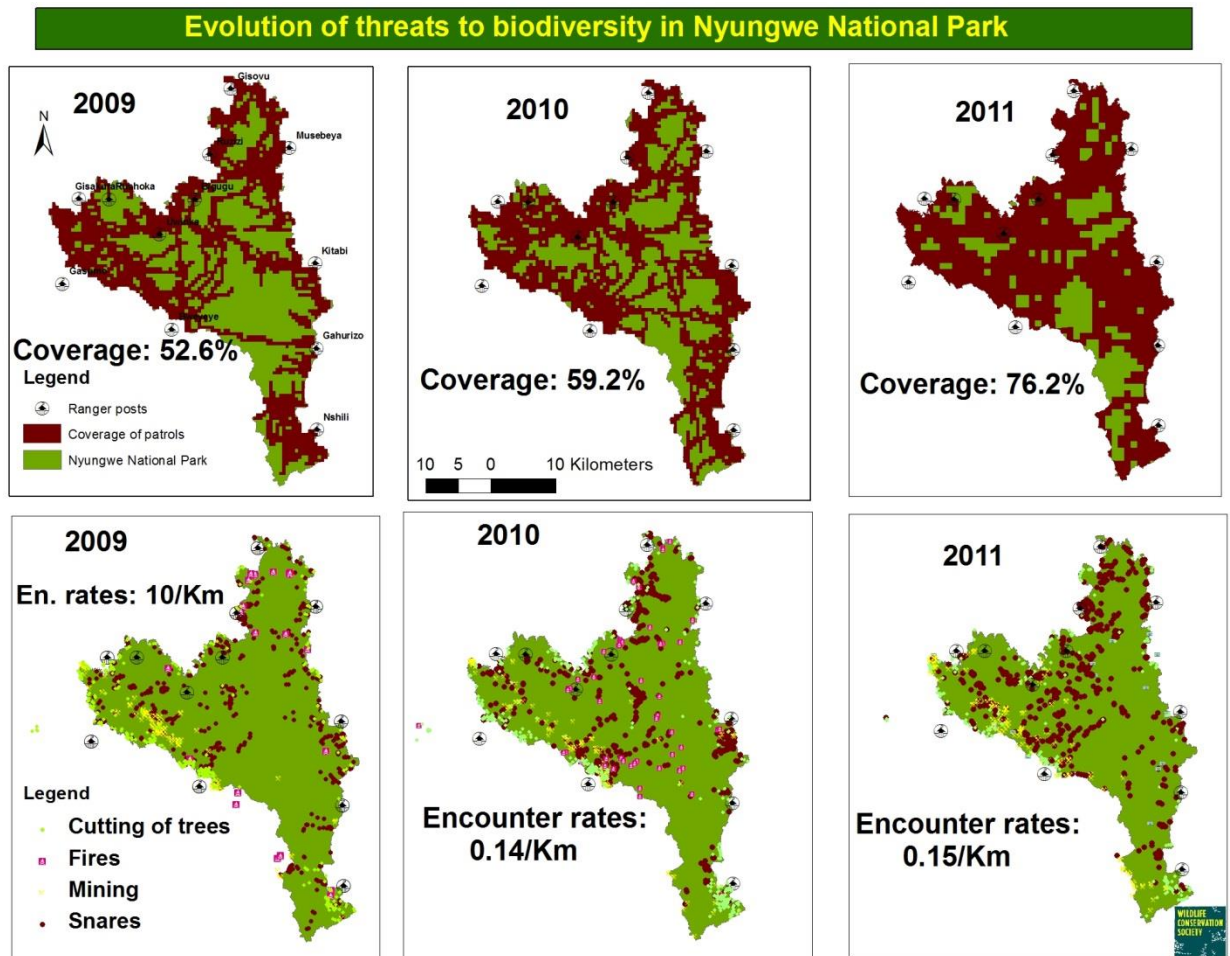 Evolution of threats to biodiversity in Nyungwe National Park
2009
N
Gisovu
Musebeya
Kitabi
Gahurizo
Nshili
Coverage: 52.6%
Legend
Ranger posts
Coverage of patrols
Nyungwe National Park
2010
Coverage: 59.2%
10 5 0 10 Kilometers
2011
Coverage: 76.2%
2009
En. rates: 10/Km
Legend
Cutting of trees
Fires
Mining
Snares
2010
Encounter rates:
0.14/Km
2011
Encounter rates:
0.15/Km
WILDLIFE
CONSERVATION
SOCIETY